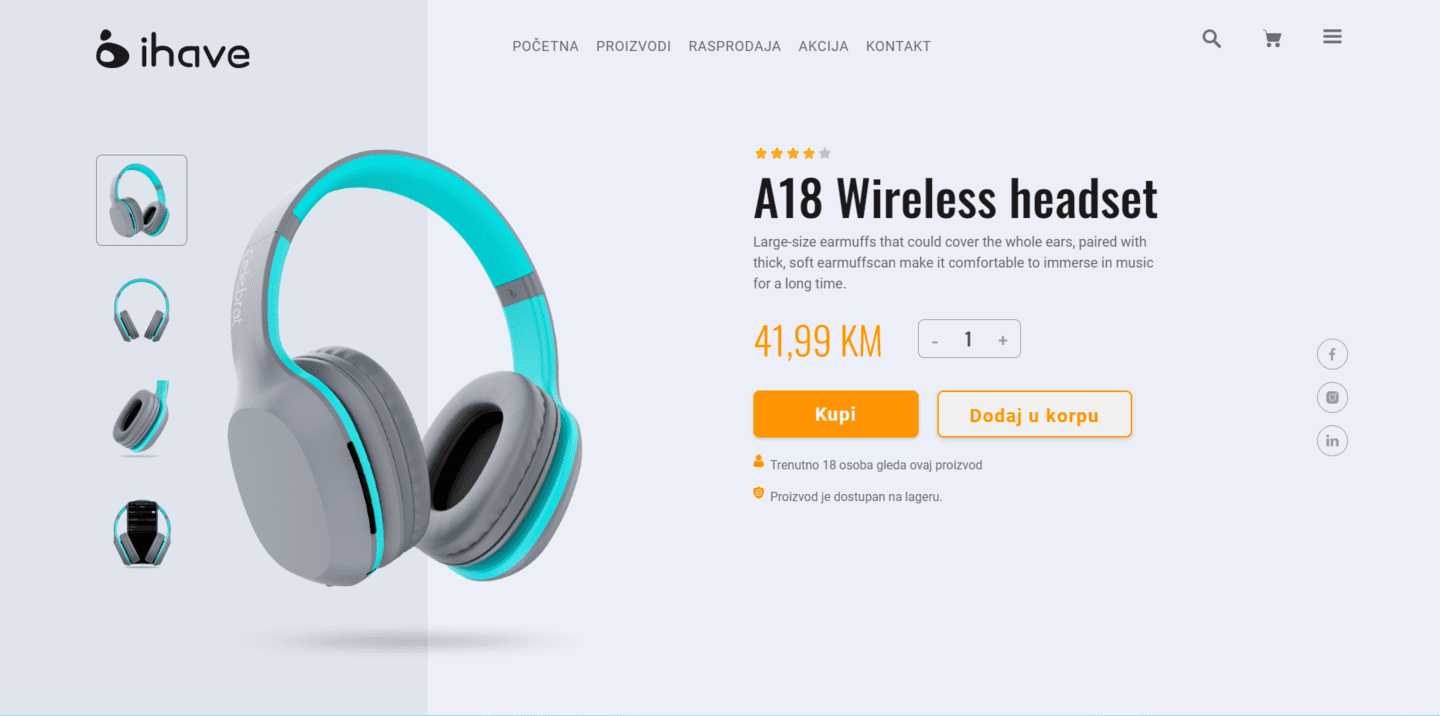 ihave
POČETNA PROIZVODI RASPRODAJA AKCIJA KONTAKT
A18 Wireless headset
Large-size earmuffs that could cover the whole ears, paired with
thick, soft earmuffscan make it comfortable to immerse in music
for a long time.
41,99 KM
- 1 +
Kupi
Dodaj u korpu
Trenutno 18 osoba gleda ovaj proizvod
Proizvod je dostupan na lageru.
celebrat
L
f
in